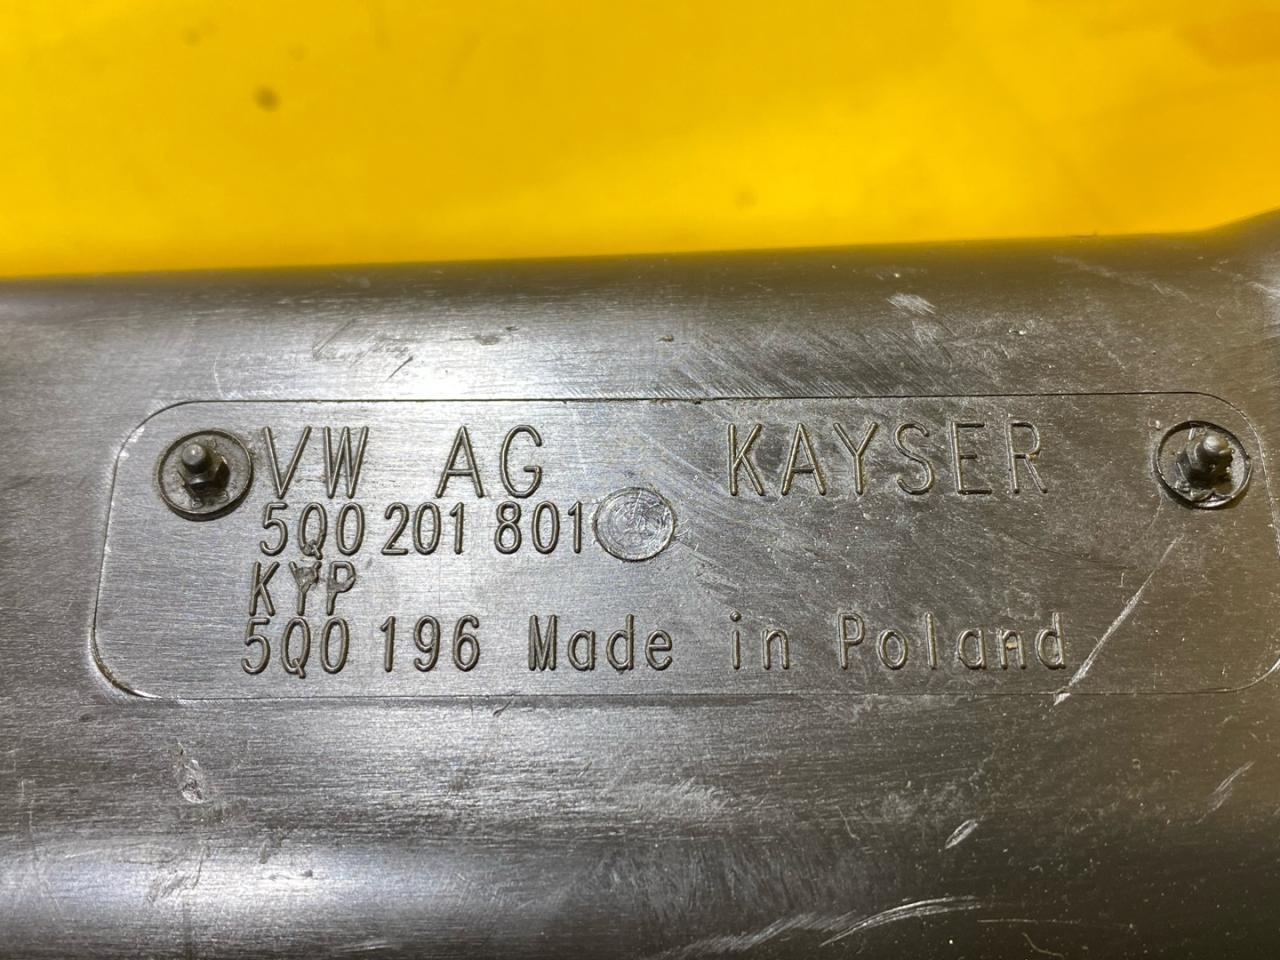 VW AG KAYSER
5Q0 201 801
KYP
5Q0 196 Made in Poland